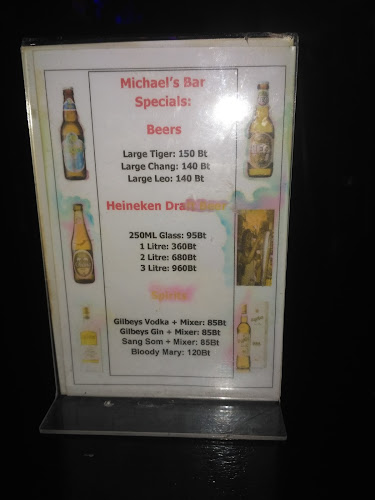 Michael's Bar
Specials:
Beers
Large Tiger: 150 Bt
Large Chang: 140 Bt
Large Leo: 140 Bt
Heineken Draft Beer
250ML Glass: 95Bt
1 Litre: 360Bt
2 Litre: 680Bt
3 Litre: 960Bt
Spirits
Gilbeys Vodka + Mixer: 85Bt
Gilbeys Gin + Mixer: 85Bt
Sang Som + Mixer: 85Bt
Bloody Mary: 120Bt